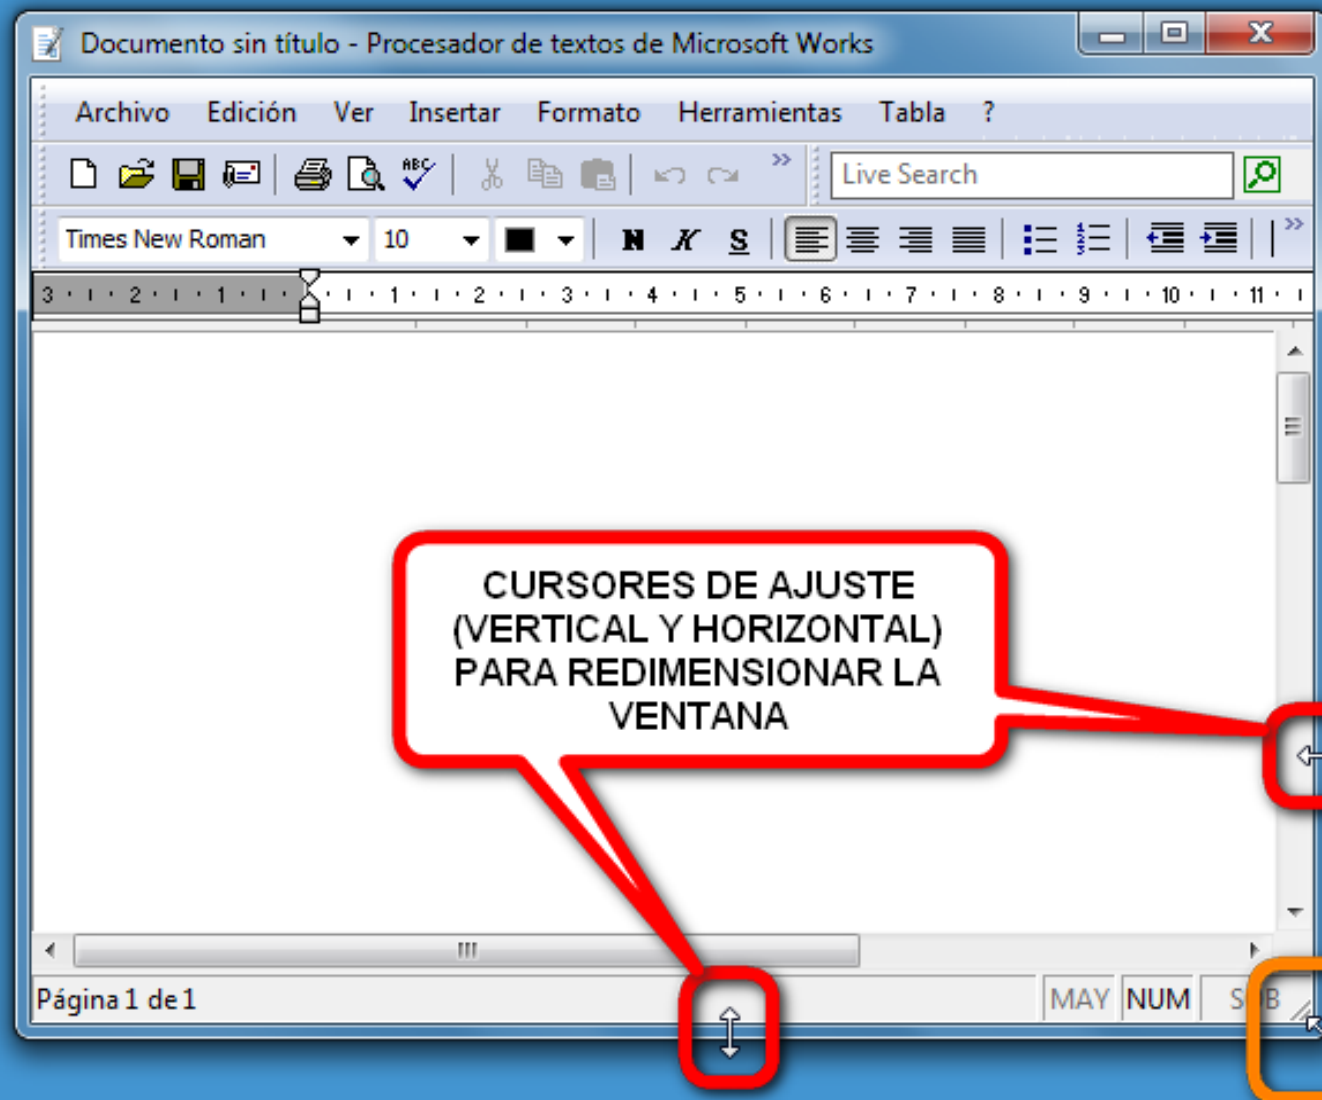 Documento sin título - Procesador de textos de Microsoft Works
Archivo Edición Ver Insertar Formato Herramientas Tabla ?
ABC Live Search
Times New Roman 10 N K S
3 2 1 1 2 3 4 5 6 7 8 9 10 11
CURSORES DE AJUSTE
(VERTICAL Y HORIZONTAL)
PARA REDIMENSIONAR LA
VENTANA
Página 1 de 1 MAY NUM SOB